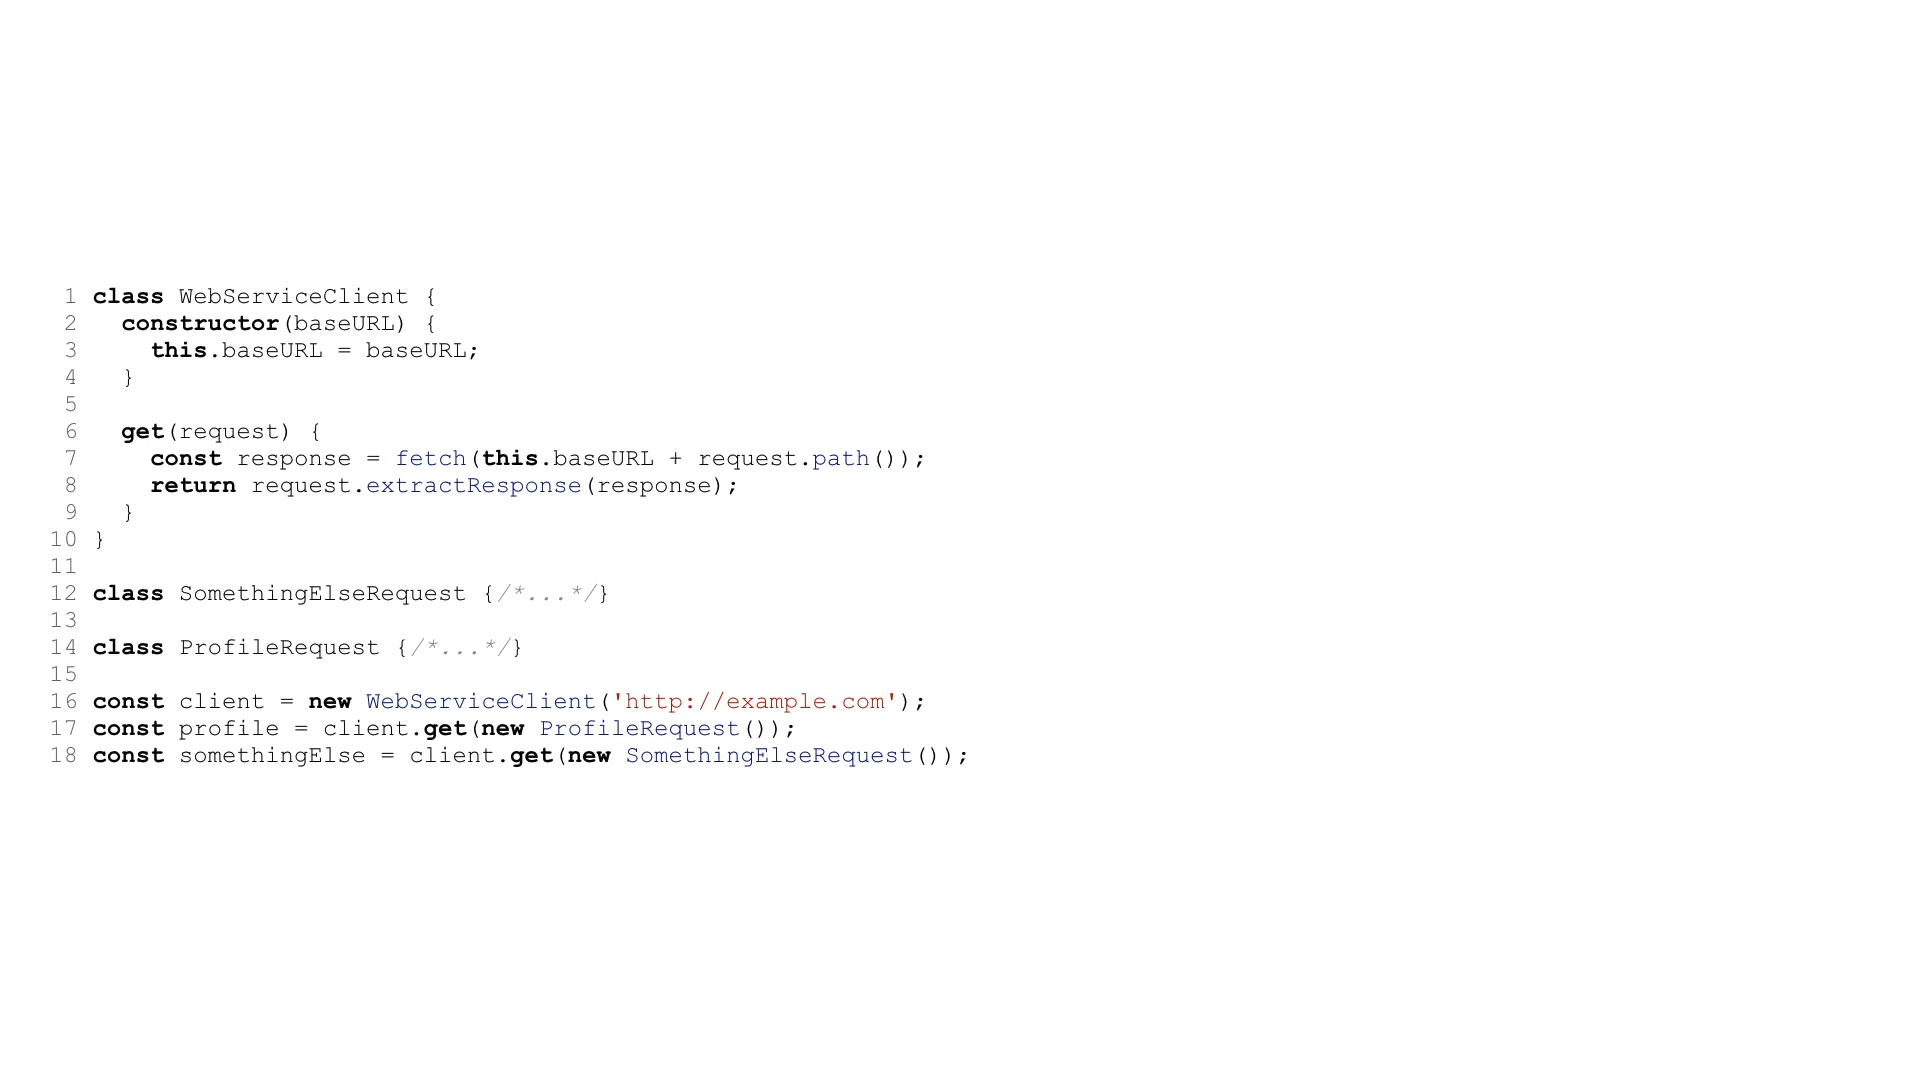 1 class WebServiceClient {
2   constructor(baseURL) {
3     this.baseURL = baseURL;
4   }
5
6   get(request) {
7     const response = fetch(this.baseURL + request.path());
8     return request.extractResponse(response);
9   }
10 }
11
12 class SomethingElseRequest {/*...*/}
13
14 class ProfileRequest {/*...*/}
15
16 const client = new WebServiceClient('http://example.com');
17 const profile = client.get(new ProfileRequest());
18 const somethingElse = client.get(new SomethingElseRequest());